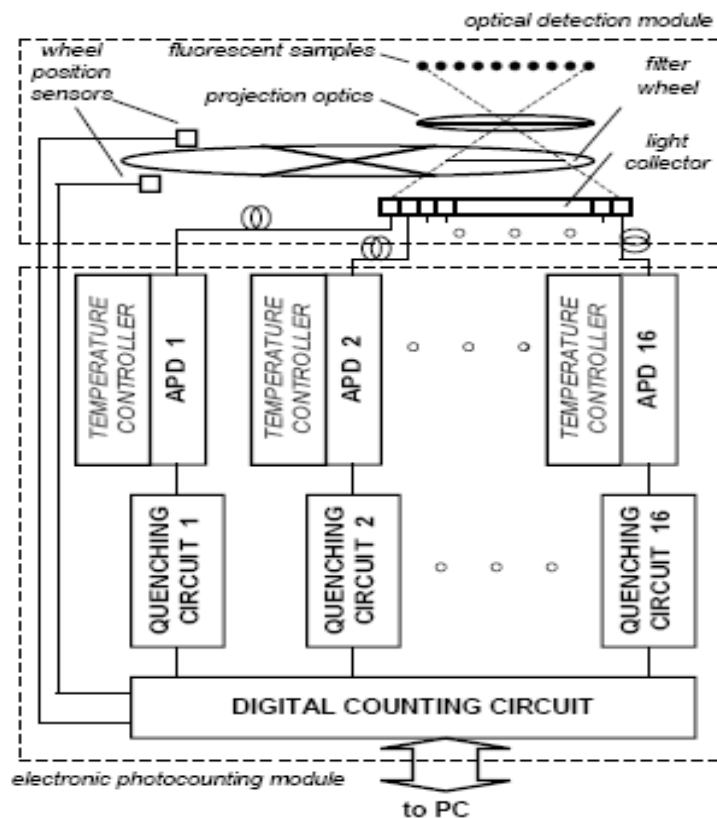 optical detection module
wheel
position
sensors
fluorescent samples
projection optics
filter
wheel
light
collector
TEMPERATURE
CONTROLLER
APD 1
TEMPERATURE
CONTROLLER
APD 2
TEMPERATURE
CONTROLLER
APD 16
QUENCHING
CIRCUIT 1
QUENCHING
CIRCUIT 2
QUENCHING
CIRCUIT 16
DIGITAL COUNTING CIRCUIT
electronic photocounting module
to PC